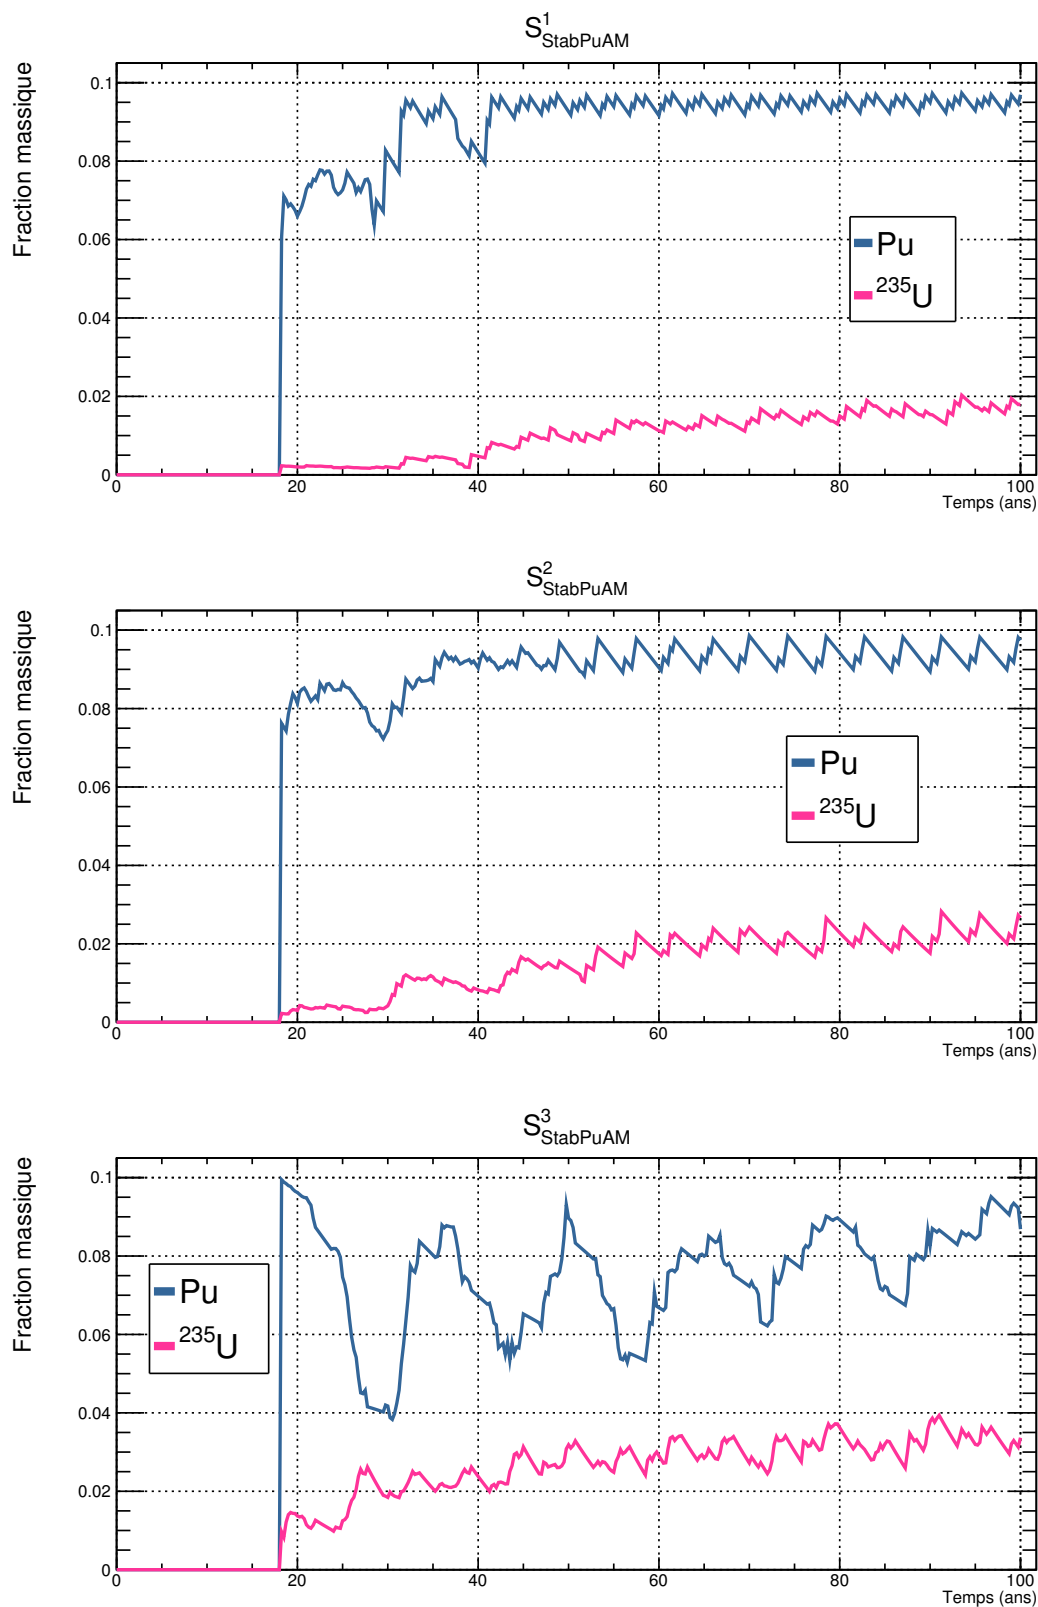 S¹StabPuAM
Fraction massique
0.1
0.08
0.06
0.04
0.02
0
Pu
²³⁵U
0 20 40 60 80 100
Temps (ans)
S²StabPuAM
Fraction massique
0.1
0.08
0.06
0.04
0.02
0
Pu
²³⁵U
0 20 40 60 80 100
Temps (ans)
S³StabPuAM
Fraction massique
0.1
0.08
0.06
0.04
0.02
0
Pu
²³⁵U
0 20 40 60 80 100
Temps (ans)